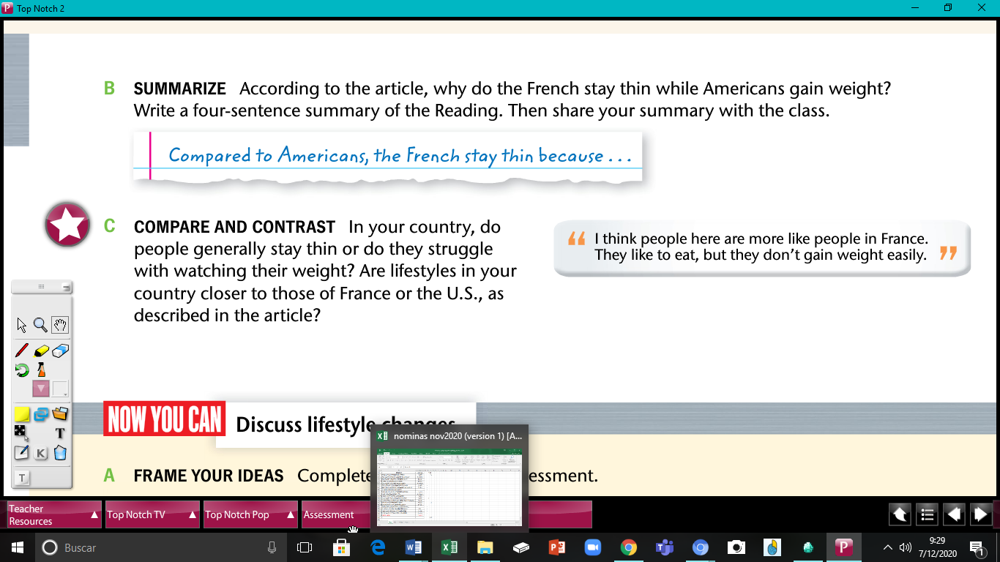 Top Notch 2
B SUMMARIZE According to the article, why do the French stay thin while Americans gain weight?
Write a four-sentence summary of the Reading. Then share your summary with the class.
Compared to Americans, the French stay thin because . . .
C COMPARE AND CONTRAST In your country, do
people generally stay thin or do they struggle
with watching their weight? Are lifestyles in your
country closer to those of France or the U.S., as
described in the article?
“ I think people here are more like people in France.
They like to eat, but they don’t gain weight easily. ”
NOW YOU CAN Discuss lifestyle changes
A FRAME YOUR IDEAS Complete ssessment.
nominas nov2020 (version 1) [A...
Teacher
Resources
Top Notch TV
Top Notch Pop
Assessment
Buscar
9:29
7/12/2020